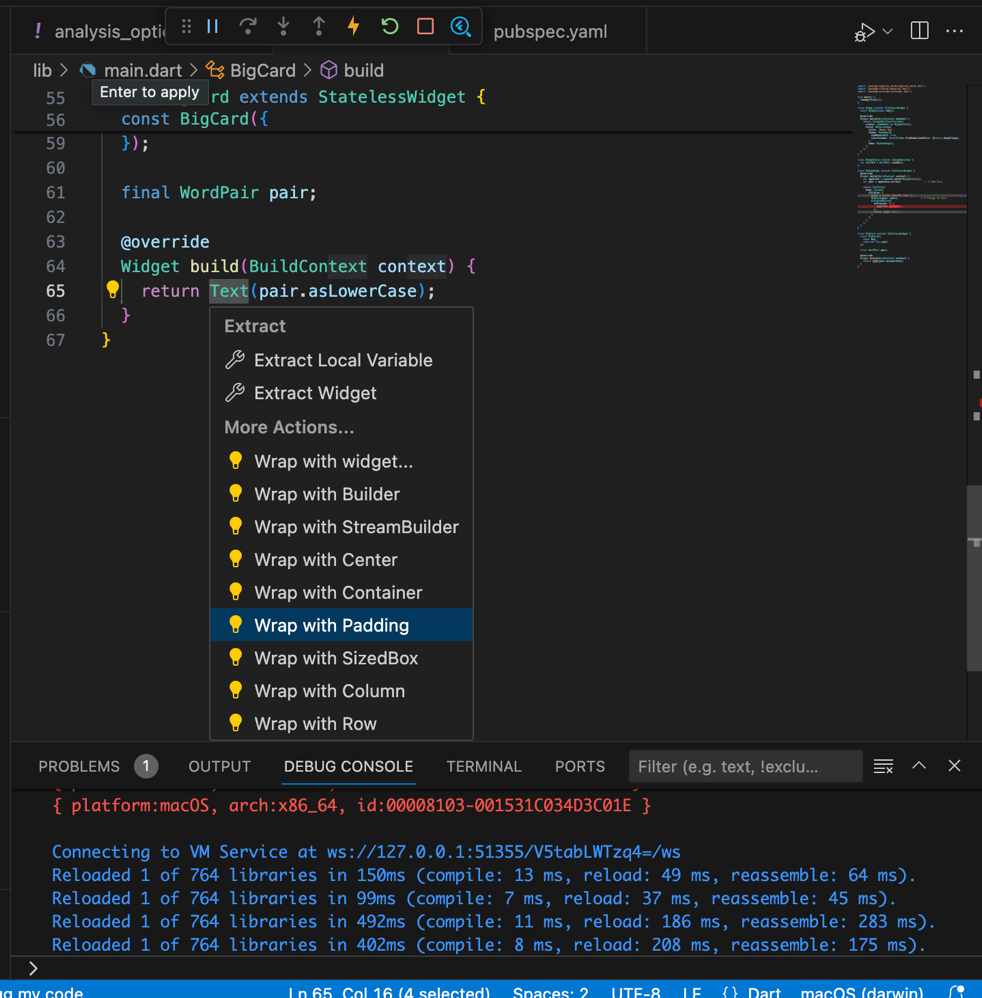 ! analysis_optic
pubspec.yaml
lib > main.dart > BigCard > build
Enter to apply
55 rd extends StatelessWidget {
56 const BigCard({
59 });
60
61 final WordPair pair;
62
63 @override
64 Widget build(BuildContext context) {
65 return Text(pair.asLowerCase);
66 }
67 }
Extract
Extract Local Variable
Extract Widget
More Actions...
Wrap with widget...
Wrap with Builder
Wrap with StreamBuilder
Wrap with Center
Wrap with Container
Wrap with Padding
Wrap with SizedBox
Wrap with Column
Wrap with Row
PROBLEMS 1 OUTPUT DEBUG CONSOLE TERMINAL PORTS Filter (e.g. text, !exclu...
{ platform:macOS, arch:x86_64, id:00008103-001531C034D3C01E }
Connecting to VM Service at ws://127.0.0.1:51355/V5tabLWTzq4=/ws
Reloaded 1 of 764 libraries in 150ms (compile: 13 ms, reload: 49 ms, reassemble: 64 ms).
Reloaded 1 of 764 libraries in 99ms (compile: 7 ms, reload: 37 ms, reassemble: 45 ms).
Reloaded 1 of 764 libraries in 492ms (compile: 11 ms, reload: 186 ms, reassemble: 283 ms).
Reloaded 1 of 764 libraries in 402ms (compile: 8 ms, reload: 208 ms, reassemble: 175 ms).
>
ug my code Ln 65, Col 16 (4 selected) Spaces: 2 UTF-8 LF {} Dart macOS (darwin)